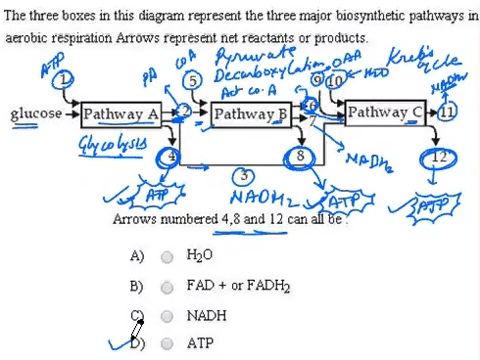 The three boxes in this diagram represent the three major biosynthetic pathways in
aerobic respiration Arrows represent net reactants or products.
ATP CoA Pyruvate OAA Kreb's
1 PA 5 Decarboxylation 9 10 H2O cycle
Act co.A NADH2
glucose Pathway A 2 Pathway B 6 Pathway C 11
7
Glycolysis 4 8 NADH2 12
3
ATP NADH2 ATP ATP
Arrows numbered 4,8 and 12 can all be :
A) H2O
B) FAD + or FADH2
C) NADH
D) ATP